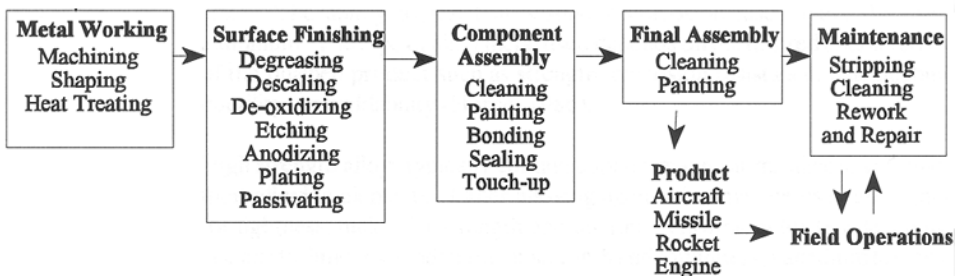 Metal Working
Machining
Shaping
Heat Treating
Surface Finishing
Degreasing
Descaling
De-oxidizing
Etching
Anodizing
Plating
Passivating
Component
Assembly
Cleaning
Painting
Bonding
Sealing
Touch-up
Final Assembly
Cleaning
Painting
Maintenance
Stripping
Cleaning
Rework
and Repair
Product
Aircraft
Missile
Rocket
Engine
Field Operations